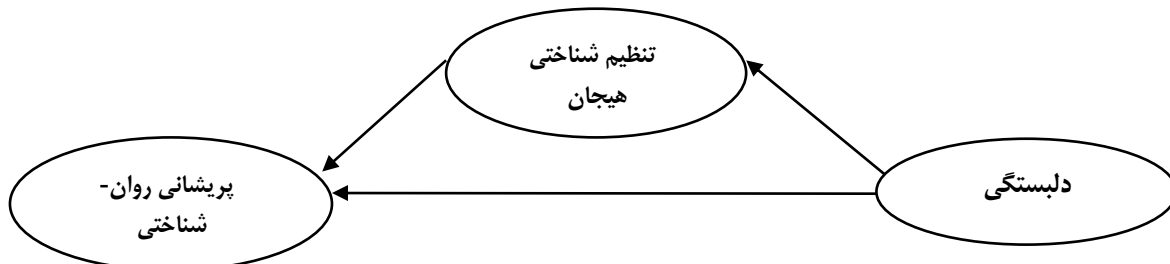 تنظیم شناختی
هیجان
دلبستگی
پریشانی روان-
شناختی